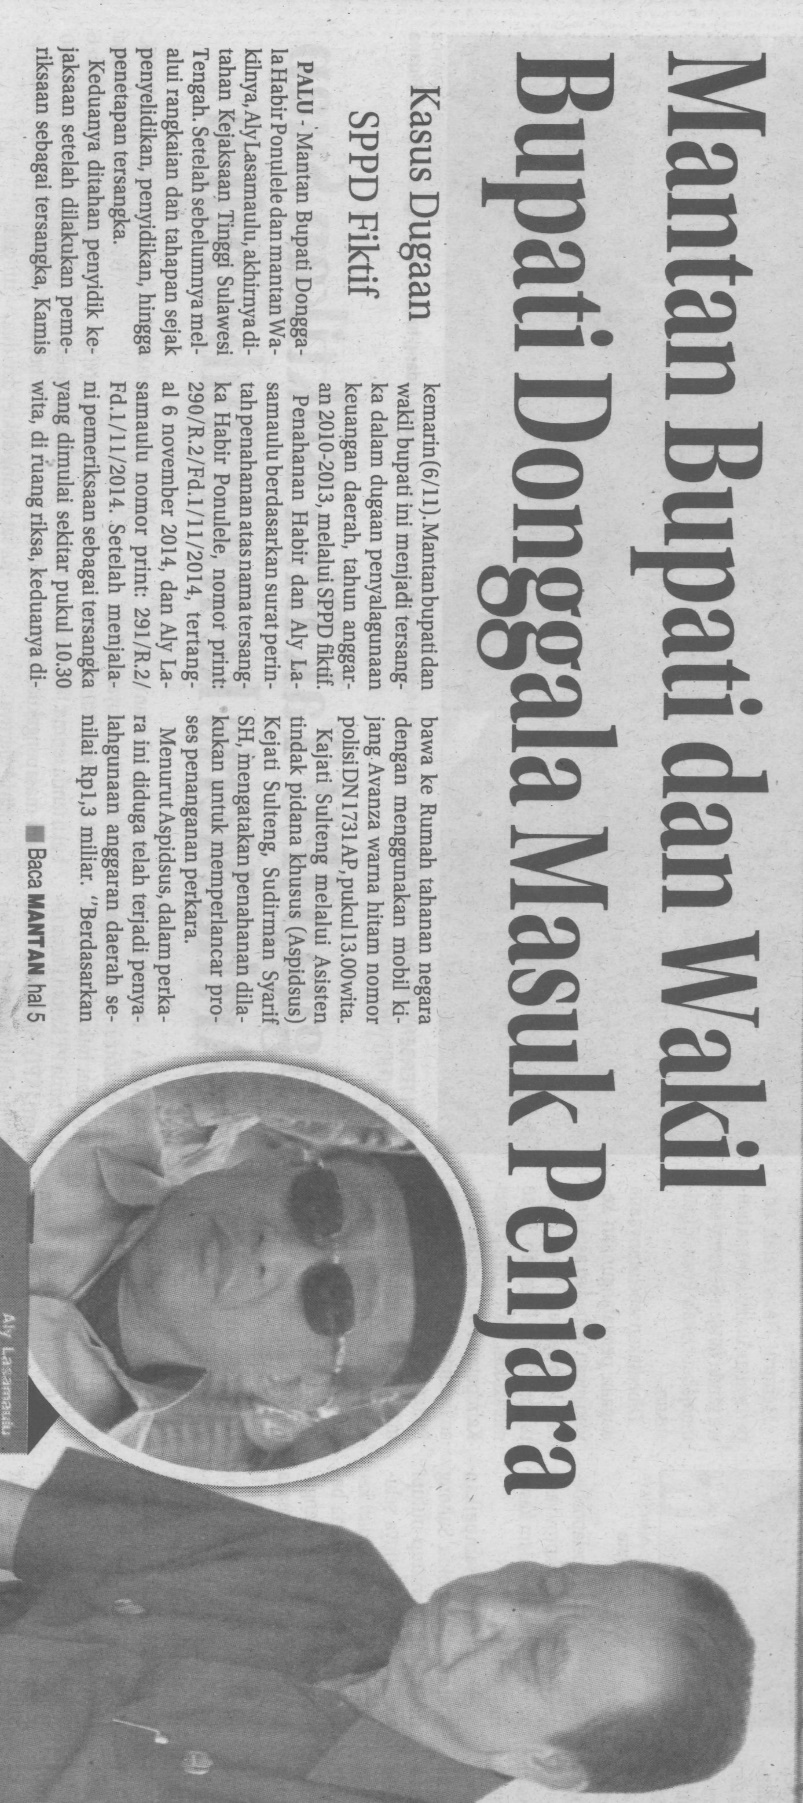 Mantan Bupati dan Wakil
Bupati Donggala Masuk Penjara
Kasus Dugaan
SPPD Fiktif
PALU - Mantan Bupati Dongga-
la Habir Ponulele dan mantan Wa-
kilnya, Aly Lasamaulu, akhirnya di-
tahan Kejaksaan Tinggi Sulawesi
Tengah. Setelah sebelumnya mel-
alui rangkaian dan tahapan sejak
penyelidikan, penyidikan, hingga
penetapan tersangka.
Keduanya ditahan penyidik ke-
jaksaan setelah dilakukan peme-
riksaan sebagai tersangka, Kamis
kemarin (6/11). Mantan bupati dan
wakil bupati ini menjadi tersang-
ka dalam dugaan penyalagunaan
keuangan daerah, tahun anggar-
an 2010-2013, melalui SPPD fiktif.
Penahanan Habir dan Aly La-
samaulu berdasarkan surat perin-
tah penahanan atas nama tersang-
ka Habir Ponulele, nomor print:
290/R.2/Fd.1/11/2014, tertang-
al 6 november 2014, dan Aly La-
samaulu nomor print: 291/R.2/
Fd.1/11/2014. Setelah menjala-
ni pemeriksaan sebagai tersangka
yang dimulai sekitar pukul 10.30
wita, di ruang riksa, keduanya di-
bawa ke Rumah tahanan negara
dengan menggunakan mobil ki-
jang Avanza warna hitam nomor
polisi DN 1731 AP, pukul 13.00 wita.
Kajati Sulteng melalui Asisten
tindak pidana khusus (Aspidsus)
Kejati Sulteng, Sudirman Syarif
SH, mengatakan penahanan dila-
kukan untuk memperlancar pro-
ses penanganan perkara.
Menurut Aspidsus, dalam perka-
ra ini diduga telah terjadi penya-
lahgunaan anggaran daerah se-
nilai Rp1,3 miliar. "Berdasarkan
Baca MANTAN hal 5
Aly Lasamaulu